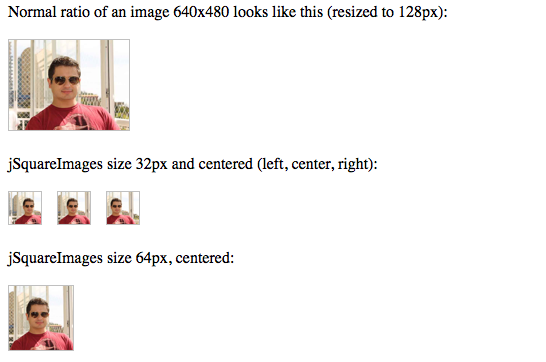 Normal ratio of an image 640x480 looks like this (resized to 128px):
jSquareImages size 32px and centered (left, center, right):
jSquareImages size 64px, centered: